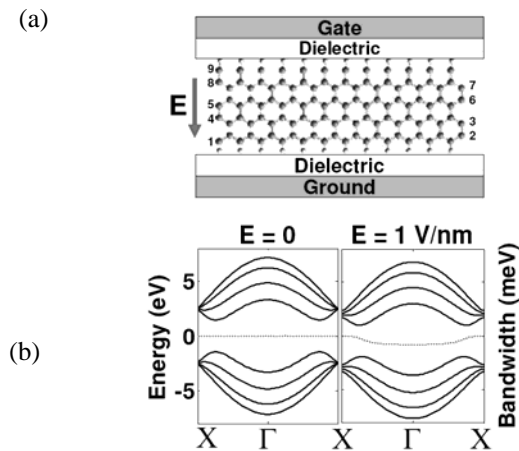 (a)
Gate
Dielectric
9
8
7
E
5
6
4
3
1
2
Dielectric
Ground
E = 0
E = 1 V/nm
(b)
Energy (eV)
5
0
-5
Bandwidth (meV)
X
Γ
X
Γ
X